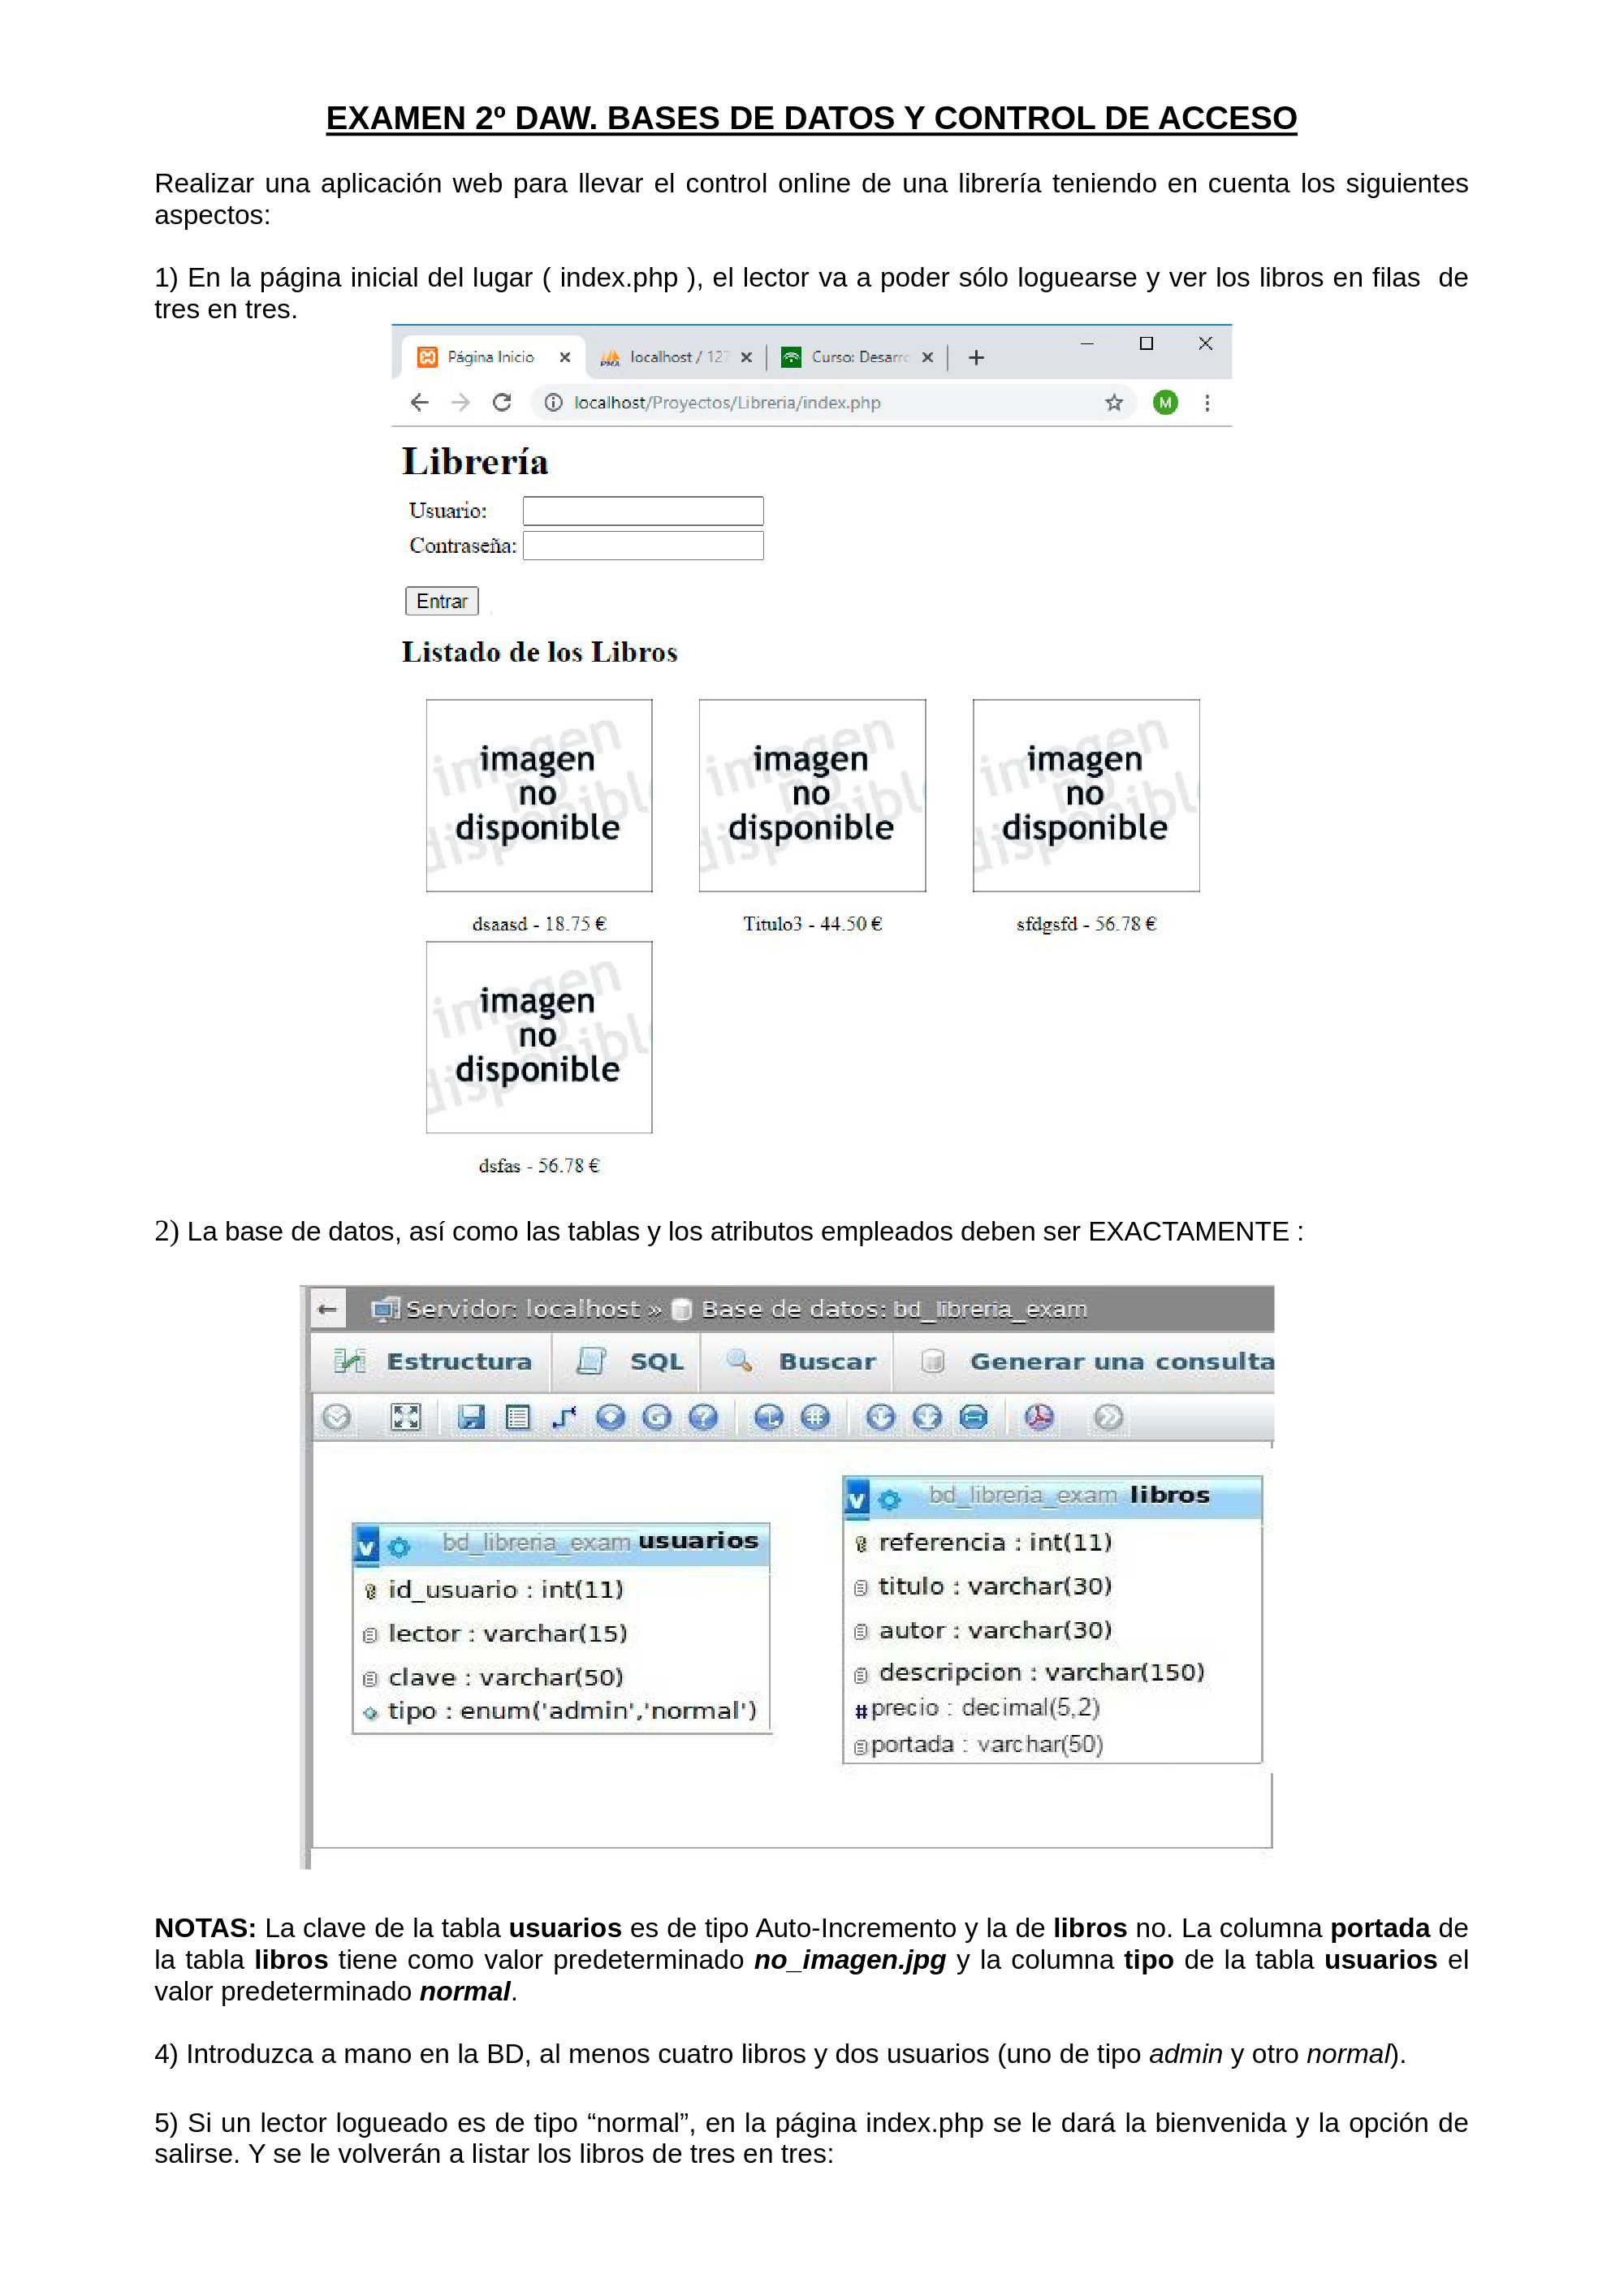 EXAMEN 2º DAW. BASES DE DATOS Y CONTROL DE ACCESO
Realizar una aplicación web para llevar el control online de una librería teniendo en cuenta los siguientes
aspectos:
1) En la página inicial del lugar ( index.php ), el lector va a poder sólo loguearse y ver los libros en filas de
tres en tres.
Página Inicio
localhost / 127
Curso: Desarro
localhost/Proyectos/Libreria/index.php
M
Librería
Usuario:
Contraseña:
Entrar
Listado de los Libros
imagen no disponible
imagen no disponible
imagen no disponible
dsaasd - 18.75 €
Titulo3 - 44.50 €
sfdgsfd - 56.78 €
imagen no disponible
dsfas - 56.78 €
2) La base de datos, así como las tablas y los atributos empleados deben ser EXACTAMENTE :
Servidor: localhost » Base de datos: bd_libreria_exam
Estructura SQL Buscar Generar una consulta
bd_libreria_exam usuarios
id_usuario : int(11)
lector : varchar(15)
clave : varchar(50)
tipo : enum('admin','normal')
bd_libreria_exam libros
referencia : int(11)
titulo : varchar(30)
autor : varchar(30)
descripcion : varchar(150)
precio : decimal(5,2)
portada : varchar(50)
NOTAS: La clave de la tabla usuarios es de tipo Auto-Incremento y la de libros no. La columna portada de
la tabla libros tiene como valor predeterminado no_imagen.jpg y la columna tipo de la tabla usuarios el
valor predeterminado normal.
4) Introduzca a mano en la BD, al menos cuatro libros y dos usuarios (uno de tipo admin y otro normal).
5) Si un lector logueado es de tipo “normal”, en la página index.php se le dará la bienvenida y la opción de
salirse. Y se le volverán a listar los libros de tres en tres: